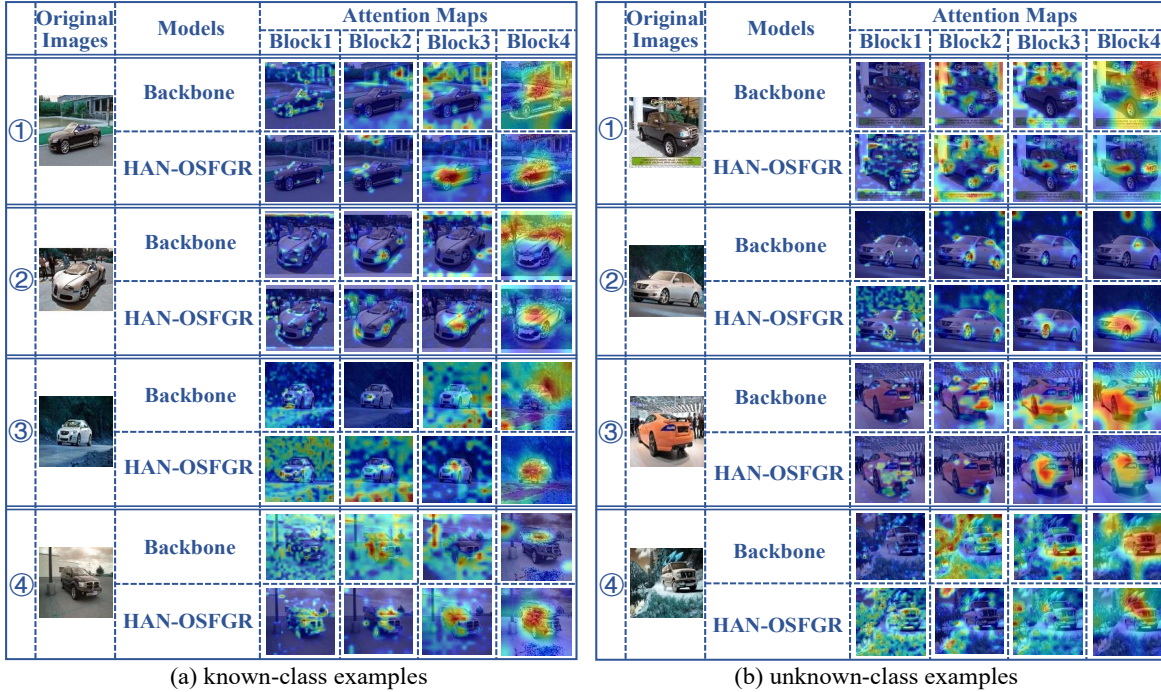 Original Images Models Attention Maps
Block1 Block2 Block3 Block4
① Backbone
HAN-OSFGR
② Backbone
HAN-OSFGR
③ Backbone
HAN-OSFGR
④ Backbone
HAN-OSFGR
(a) known-class examples
Original Images Models Attention Maps
Block1 Block2 Block3 Block4
① Backbone
HAN-OSFGR
② Backbone
HAN-OSFGR
③ Backbone
HAN-OSFGR
④ Backbone
HAN-OSFGR
(b) unknown-class examples